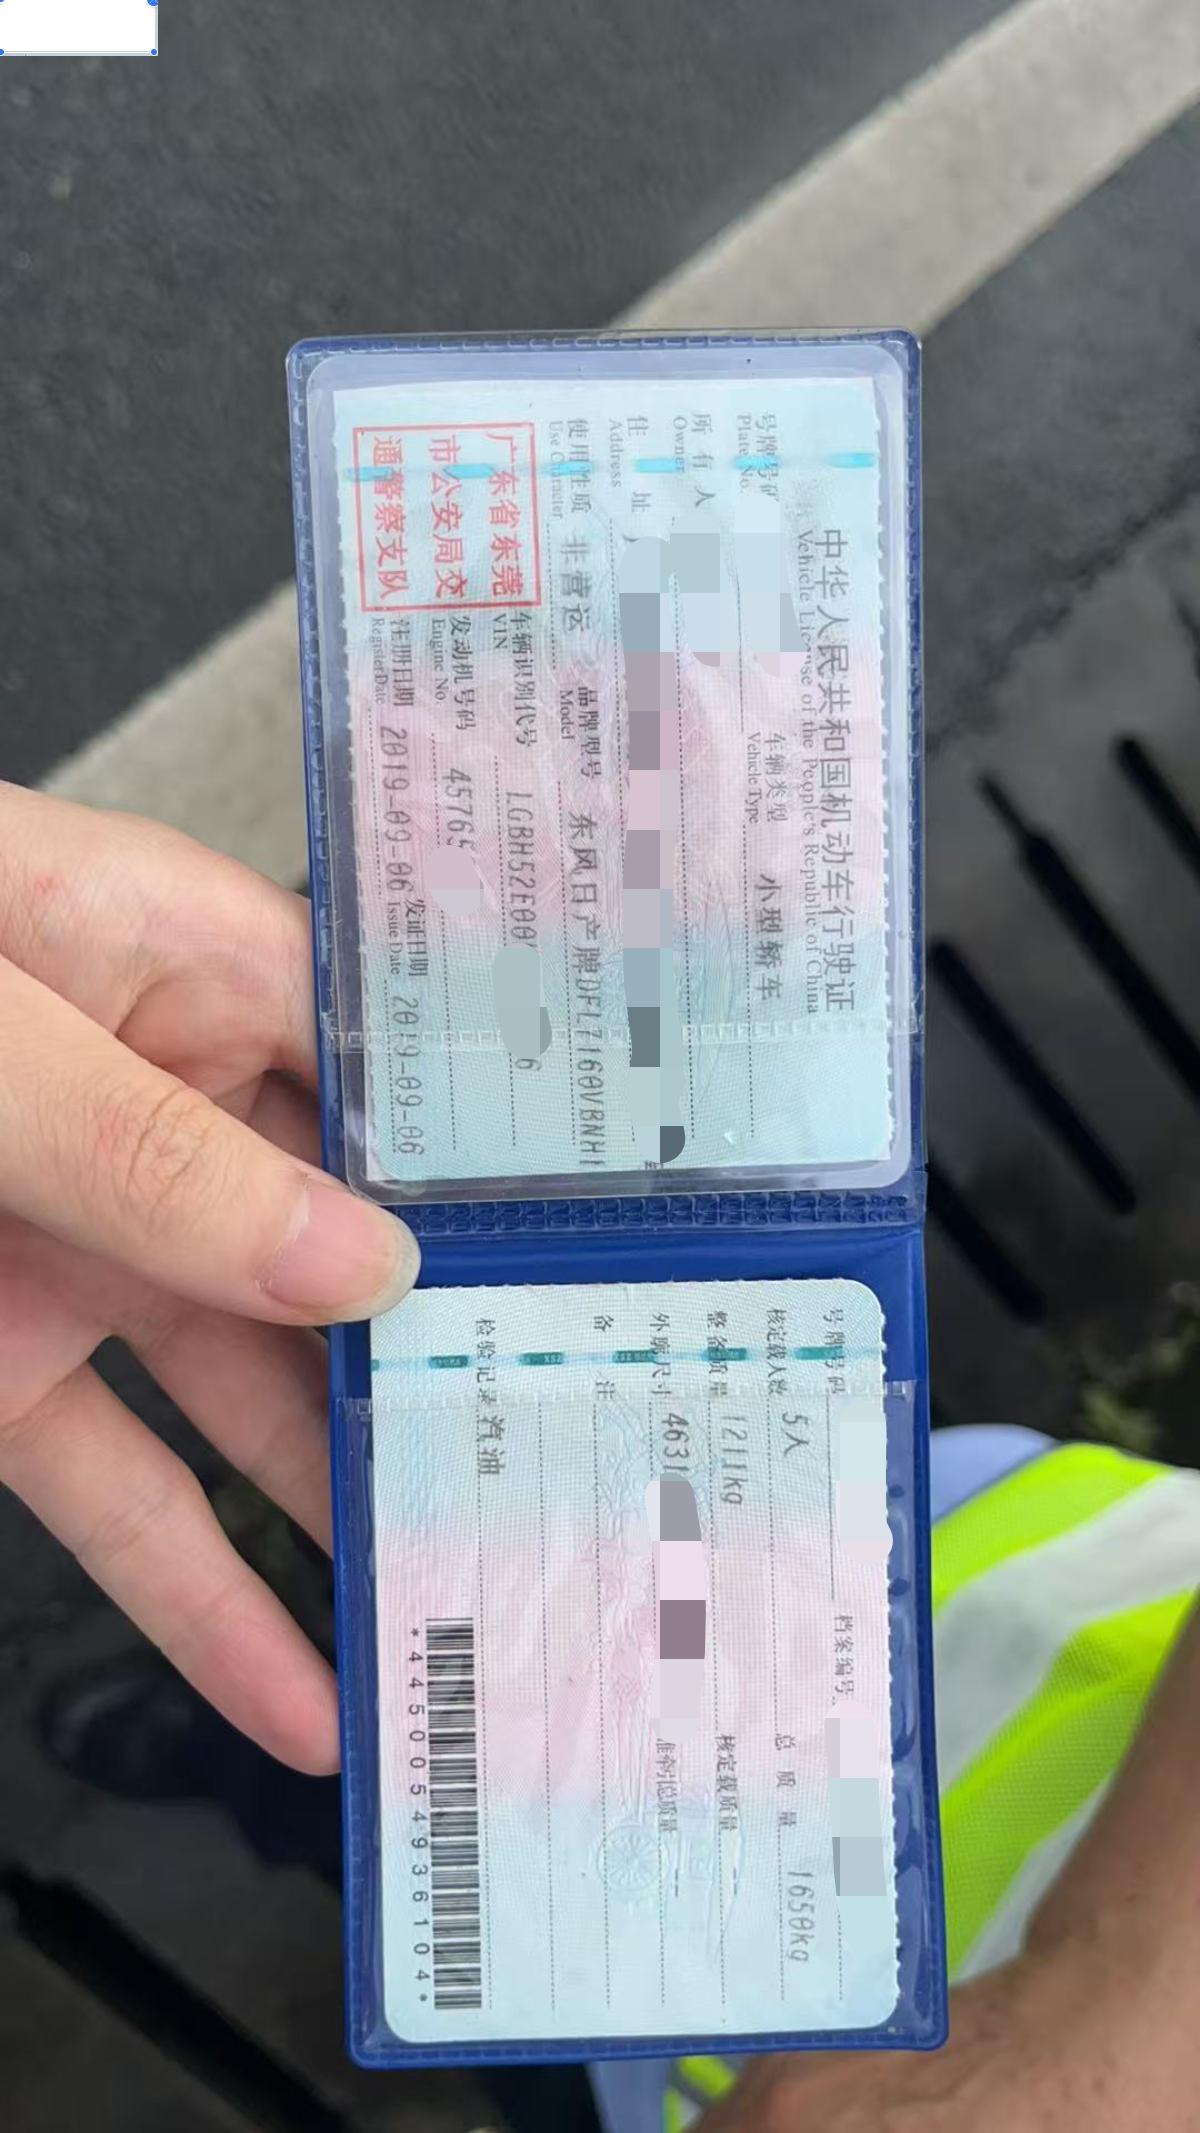 中华人民共和国机动车行驶证
Vehicle License of the People's Republic of China
号牌号码
Plate No.
车辆类型 小型轿车
Vehicle Type
所有人
Owner
住址
Address
使用性质 非营运
Use Character
品牌型号 东风日产牌DFL7160VBNH1
Model
广东省东莞
市公安局交
通警察支队
车辆识别代号 LGBH52E00 6
VIN
发动机号码 45765
Engine No.
注册日期 2019-09-06
Register Date
发证日期 2019-09-06
Issue Date
号牌号码 档案编号
核定载人数 5人 总质量 1650kg
整备质量 1211kg 核定载质量 --
外廓尺寸 4631 准牵引总质量 --
备注
检验记录 汽油
*4450054936104*